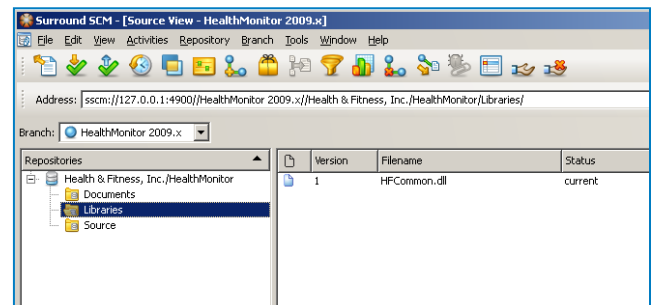 Surround SCM - [Source View - HealthMonitor 2009.x]
File Edit View Activities Repository Branch Tools Window Help
Address: sscm://127.0.0.1:4900//HealthMonitor 2009.x//Health & Fitness, Inc./HealthMonitor/Libraries/
Branch: HealthMonitor 2009.x
Repositories Version Filename Status
Health & Fitness, Inc./HealthMonitor 1 HFCommon.dll current
Documents
Libraries
Source